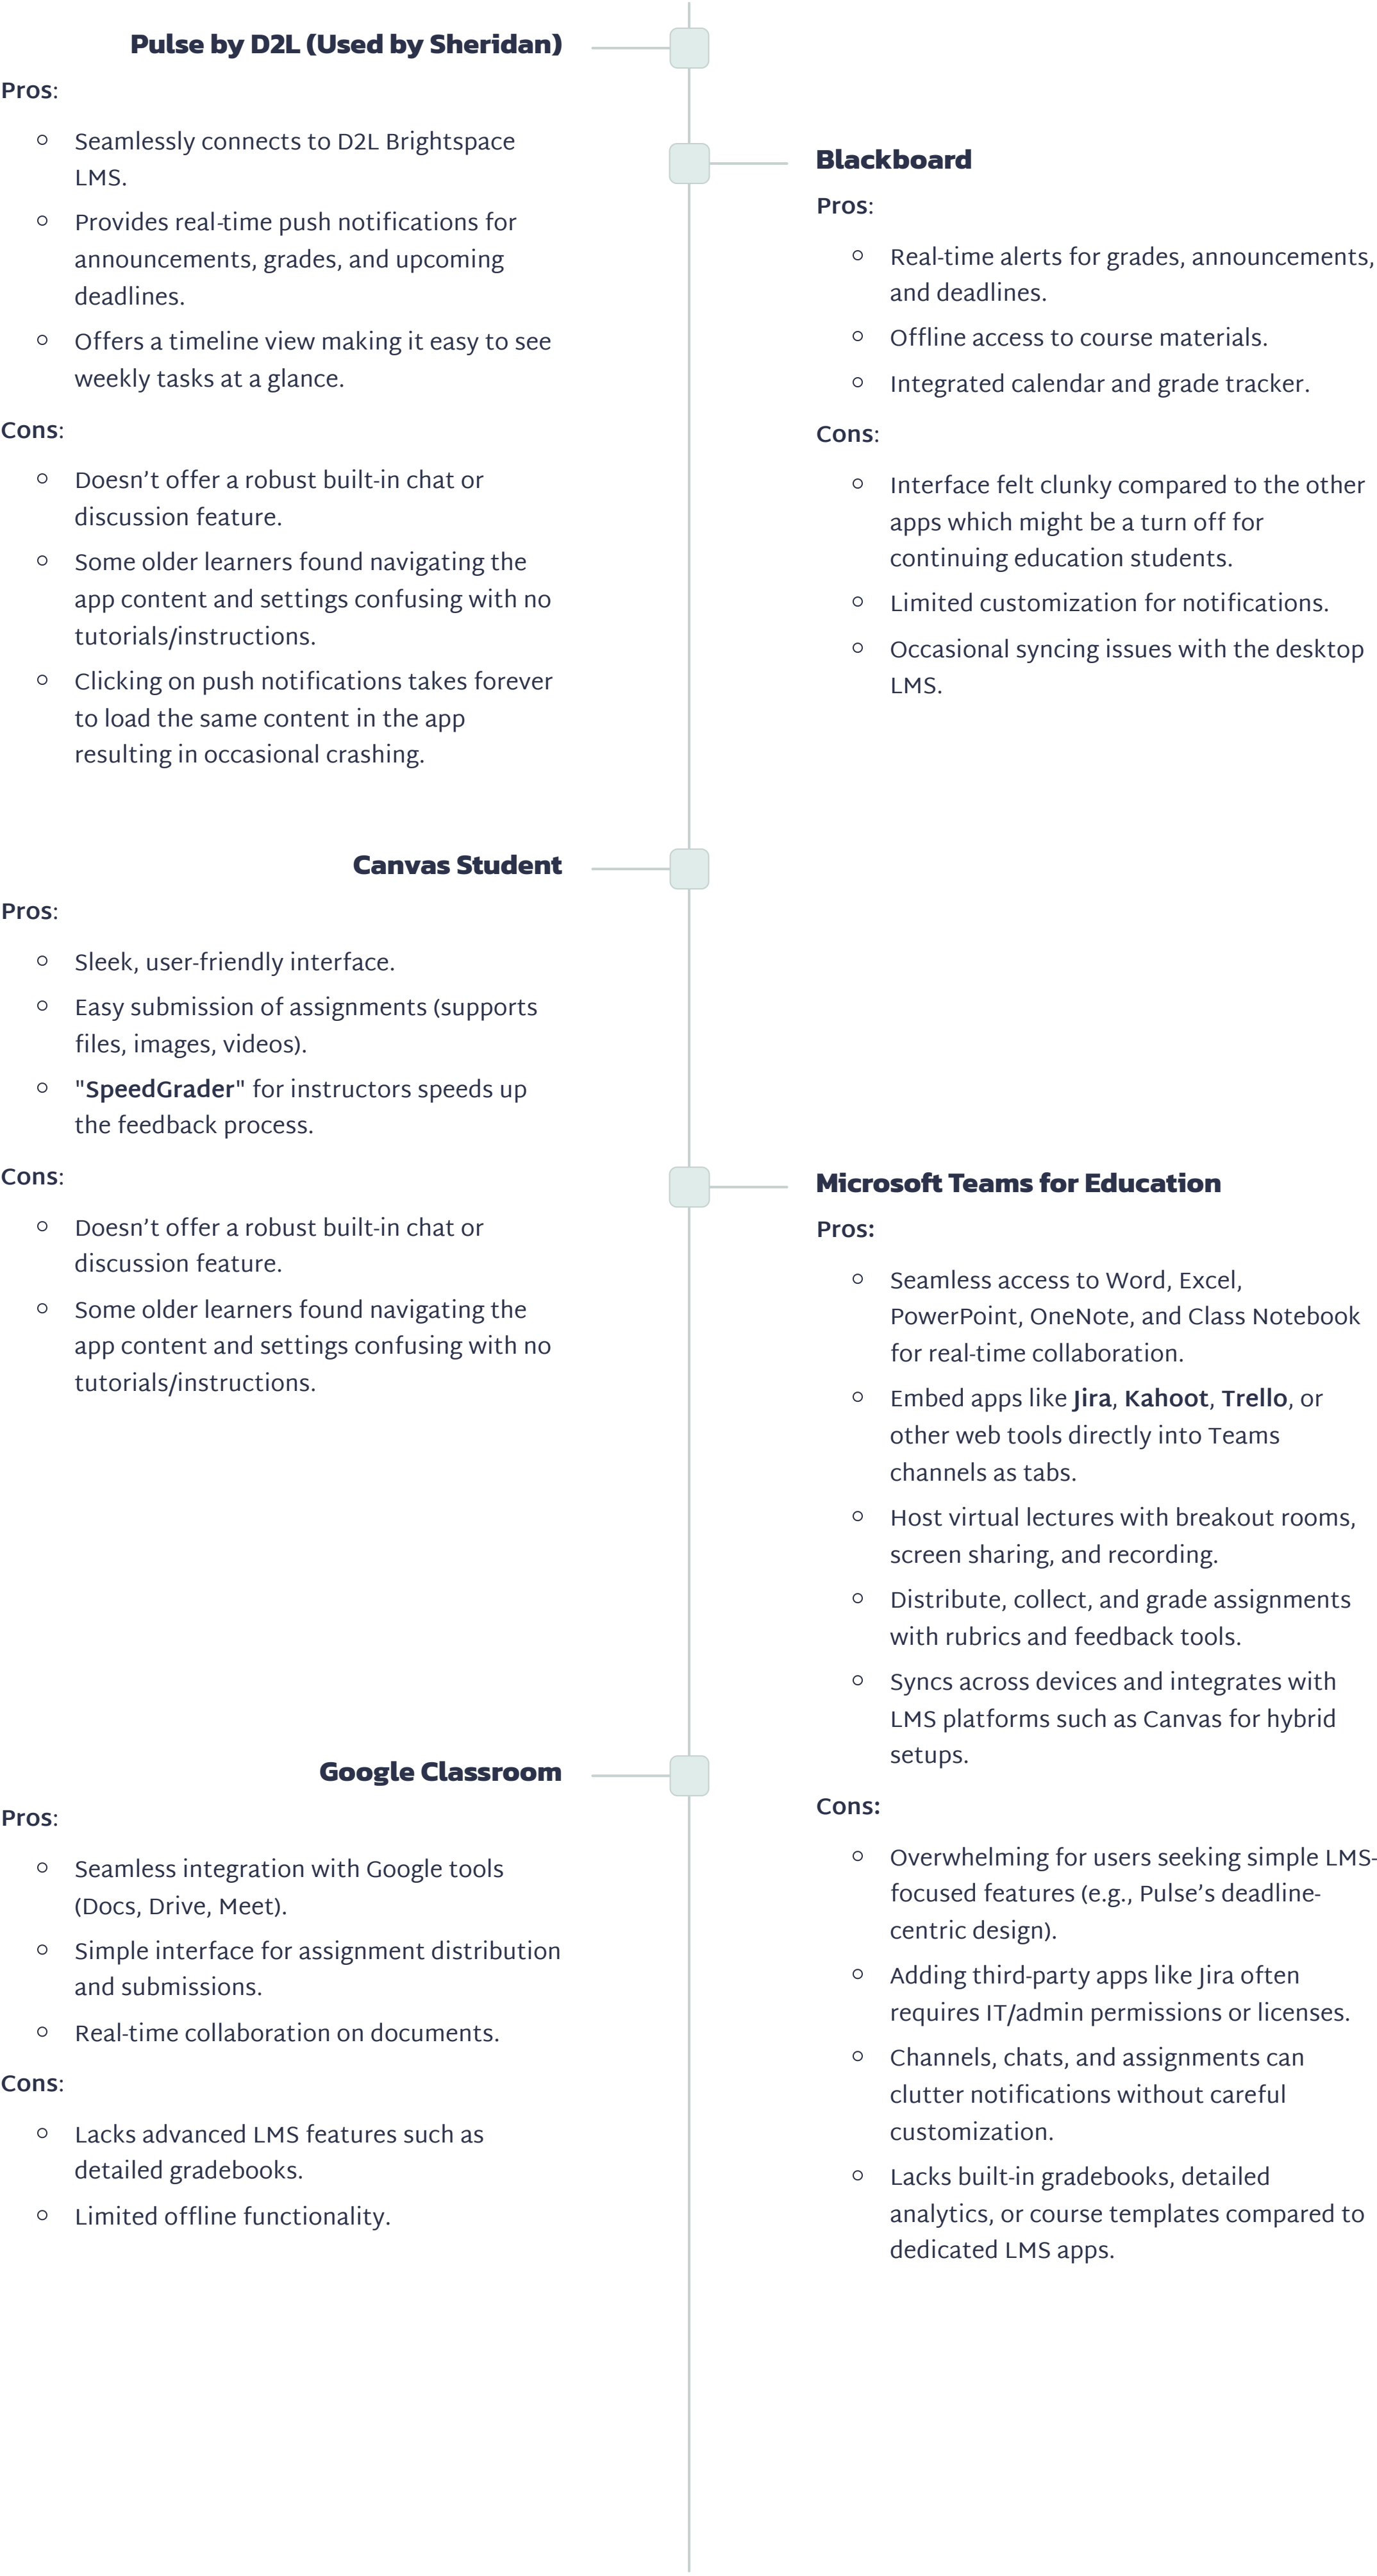 Pulse by D2L (Used by Sheridan)
Pros:
Seamlessly connects to D2L Brightspace
LMS.
Provides real-time push notifications for
announcements, grades, and upcoming
deadlines.
Offers a timeline view making it easy to see
weekly tasks at a glance.
Cons:
Doesn’t offer a robust built-in chat or
discussion feature.
Some older learners found navigating the
app content and settings confusing with no
tutorials/instructions.
Clicking on push notifications takes forever
to load the same content in the app
resulting in occasional crashing.
Blackboard
Pros:
Real-time alerts for grades, announcements,
and deadlines.
Offline access to course materials.
Integrated calendar and grade tracker.
Cons:
Interface felt clunky compared to the other
apps which might be a turn off for
continuing education students.
Limited customization for notifications.
Occasional syncing issues with the desktop
LMS.
Canvas Student
Pros:
Sleek, user-friendly interface.
Easy submission of assignments (supports
files, images, videos).
"SpeedGrader" for instructors speeds up
the feedback process.
Cons:
Doesn’t offer a robust built-in chat or
discussion feature.
Some older learners found navigating the
app content and settings confusing with no
tutorials/instructions.
Microsoft Teams for Education
Pros:
Seamless access to Word, Excel,
PowerPoint, OneNote, and Class Notebook
for real-time collaboration.
Embed apps like Jira, Kahoot, Trello, or
other web tools directly into Teams
channels as tabs.
Host virtual lectures with breakout rooms,
screen sharing, and recording.
Distribute, collect, and grade assignments
with rubrics and feedback tools.
Syncs across devices and integrates with
LMS platforms such as Canvas for hybrid
setups.
Cons:
Overwhelming for users seeking simple LMS-
focused features (e.g., Pulse’s deadline-
centric design).
Adding third-party apps like Jira often
requires IT/admin permissions or licenses.
Channels, chats, and assignments can
clutter notifications without careful
customization.
Lacks built-in gradebooks, detailed
analytics, or course templates compared to
dedicated LMS apps.
Google Classroom
Pros:
Seamless integration with Google tools
(Docs, Drive, Meet).
Simple interface for assignment distribution
and submissions.
Real-time collaboration on documents.
Cons:
Lacks advanced LMS features such as
detailed gradebooks.
Limited offline functionality.